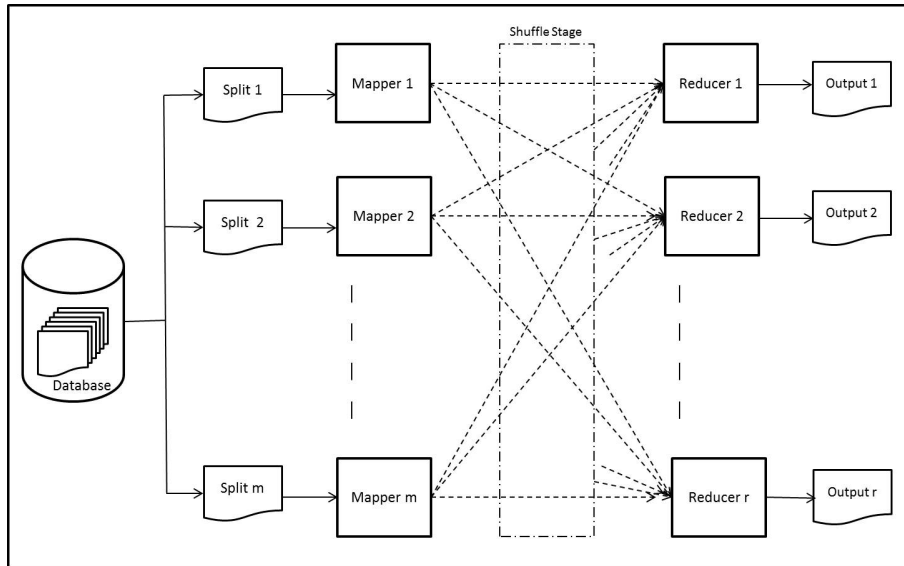 Shuffle Stage
Split 1
Mapper 1
Reducer 1
Output 1
Split 2
Mapper 2
Reducer 2
Output 2
Database
Split m
Mapper m
Reducer r
Output r